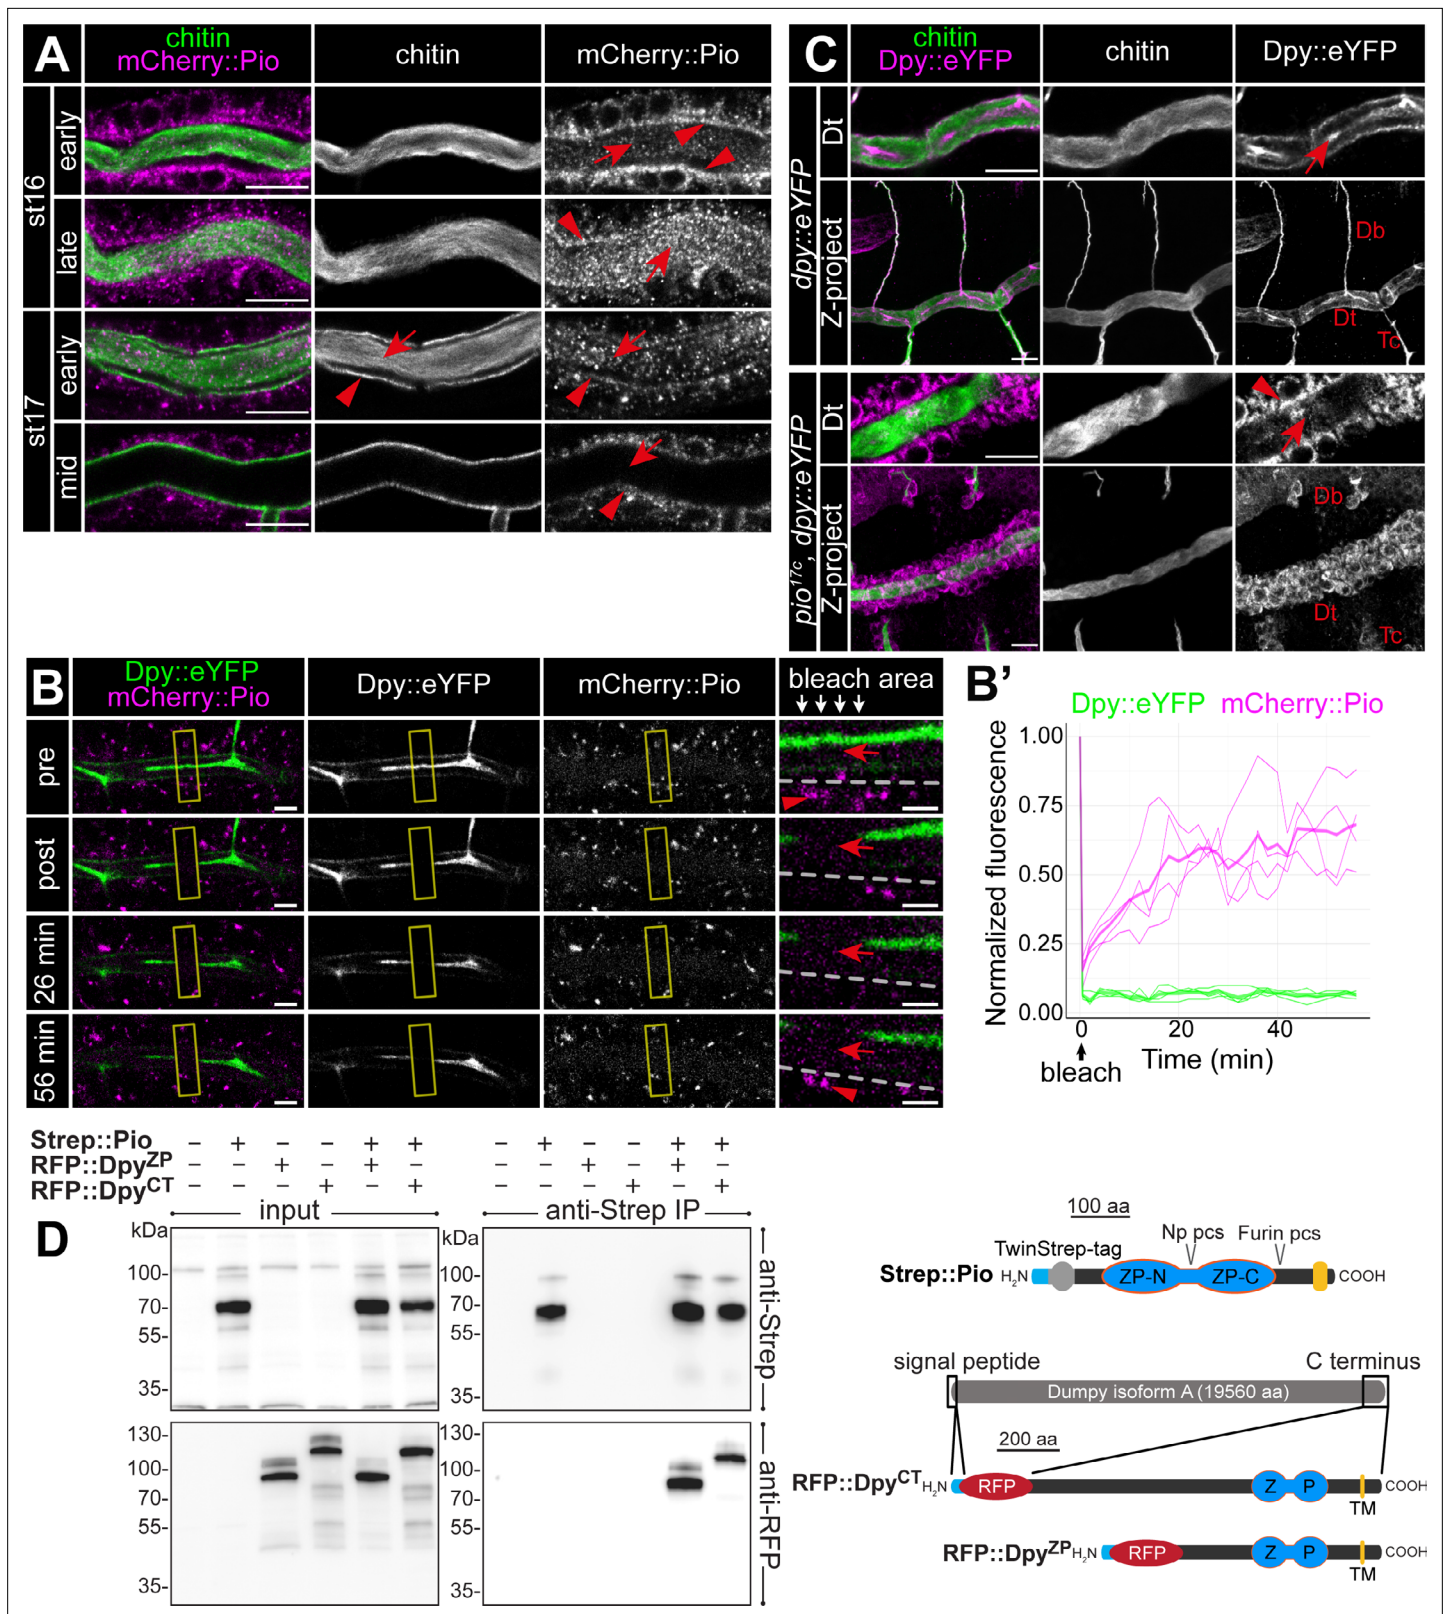 A
chitin
mCherry::Pio
chitin
mCherry::Pio
st16
early
late
st17
early
mid
C
chitin
Dpy::eYFP
chitin
Dpy::eYFP
dpy::eYFP
Dt
Z-project
Db
Dt
Tc
pio17c, dpy::eYFP
Dt
Z-project
Db
Dt
Tc
B
Dpy::eYFP
mCherry::Pio
Dpy::eYFP
mCherry::Pio
bleach area
pre
post
26 min
56 min
B’
Dpy::eYFP mCherry::Pio
Normalized fluorescence
1.00
0.75
0.50
0.25
0.00
0 20 40
bleach
Time (min)
D
Strep::Pio – + – – + + – + – – + +
RFP::DpyZP – – + – + – – – + – + –
RFP::DpyCT – – – + – + – – – + – +
input
anti-Strep IP
kDa
100-
70-
55-
35-
kDa
100-
70-
55-
35-
anti-Strep
130-
100-
70-
55-
35-
130-
100-
70-
55-
35-
anti-RFP
100 aa
TwinStrep-tag
Np pcs
Furin pcs
Strep::Pio
H2N
ZP-N
ZP-C
COOH
signal peptide
C terminus
Dumpy isoform A (19560 aa)
200 aa
RFP::DpyCT
H2N
RFP
Z
P
COOH
TM
RFP::DpyZP
H2N
RFP
Z
P
COOH
TM